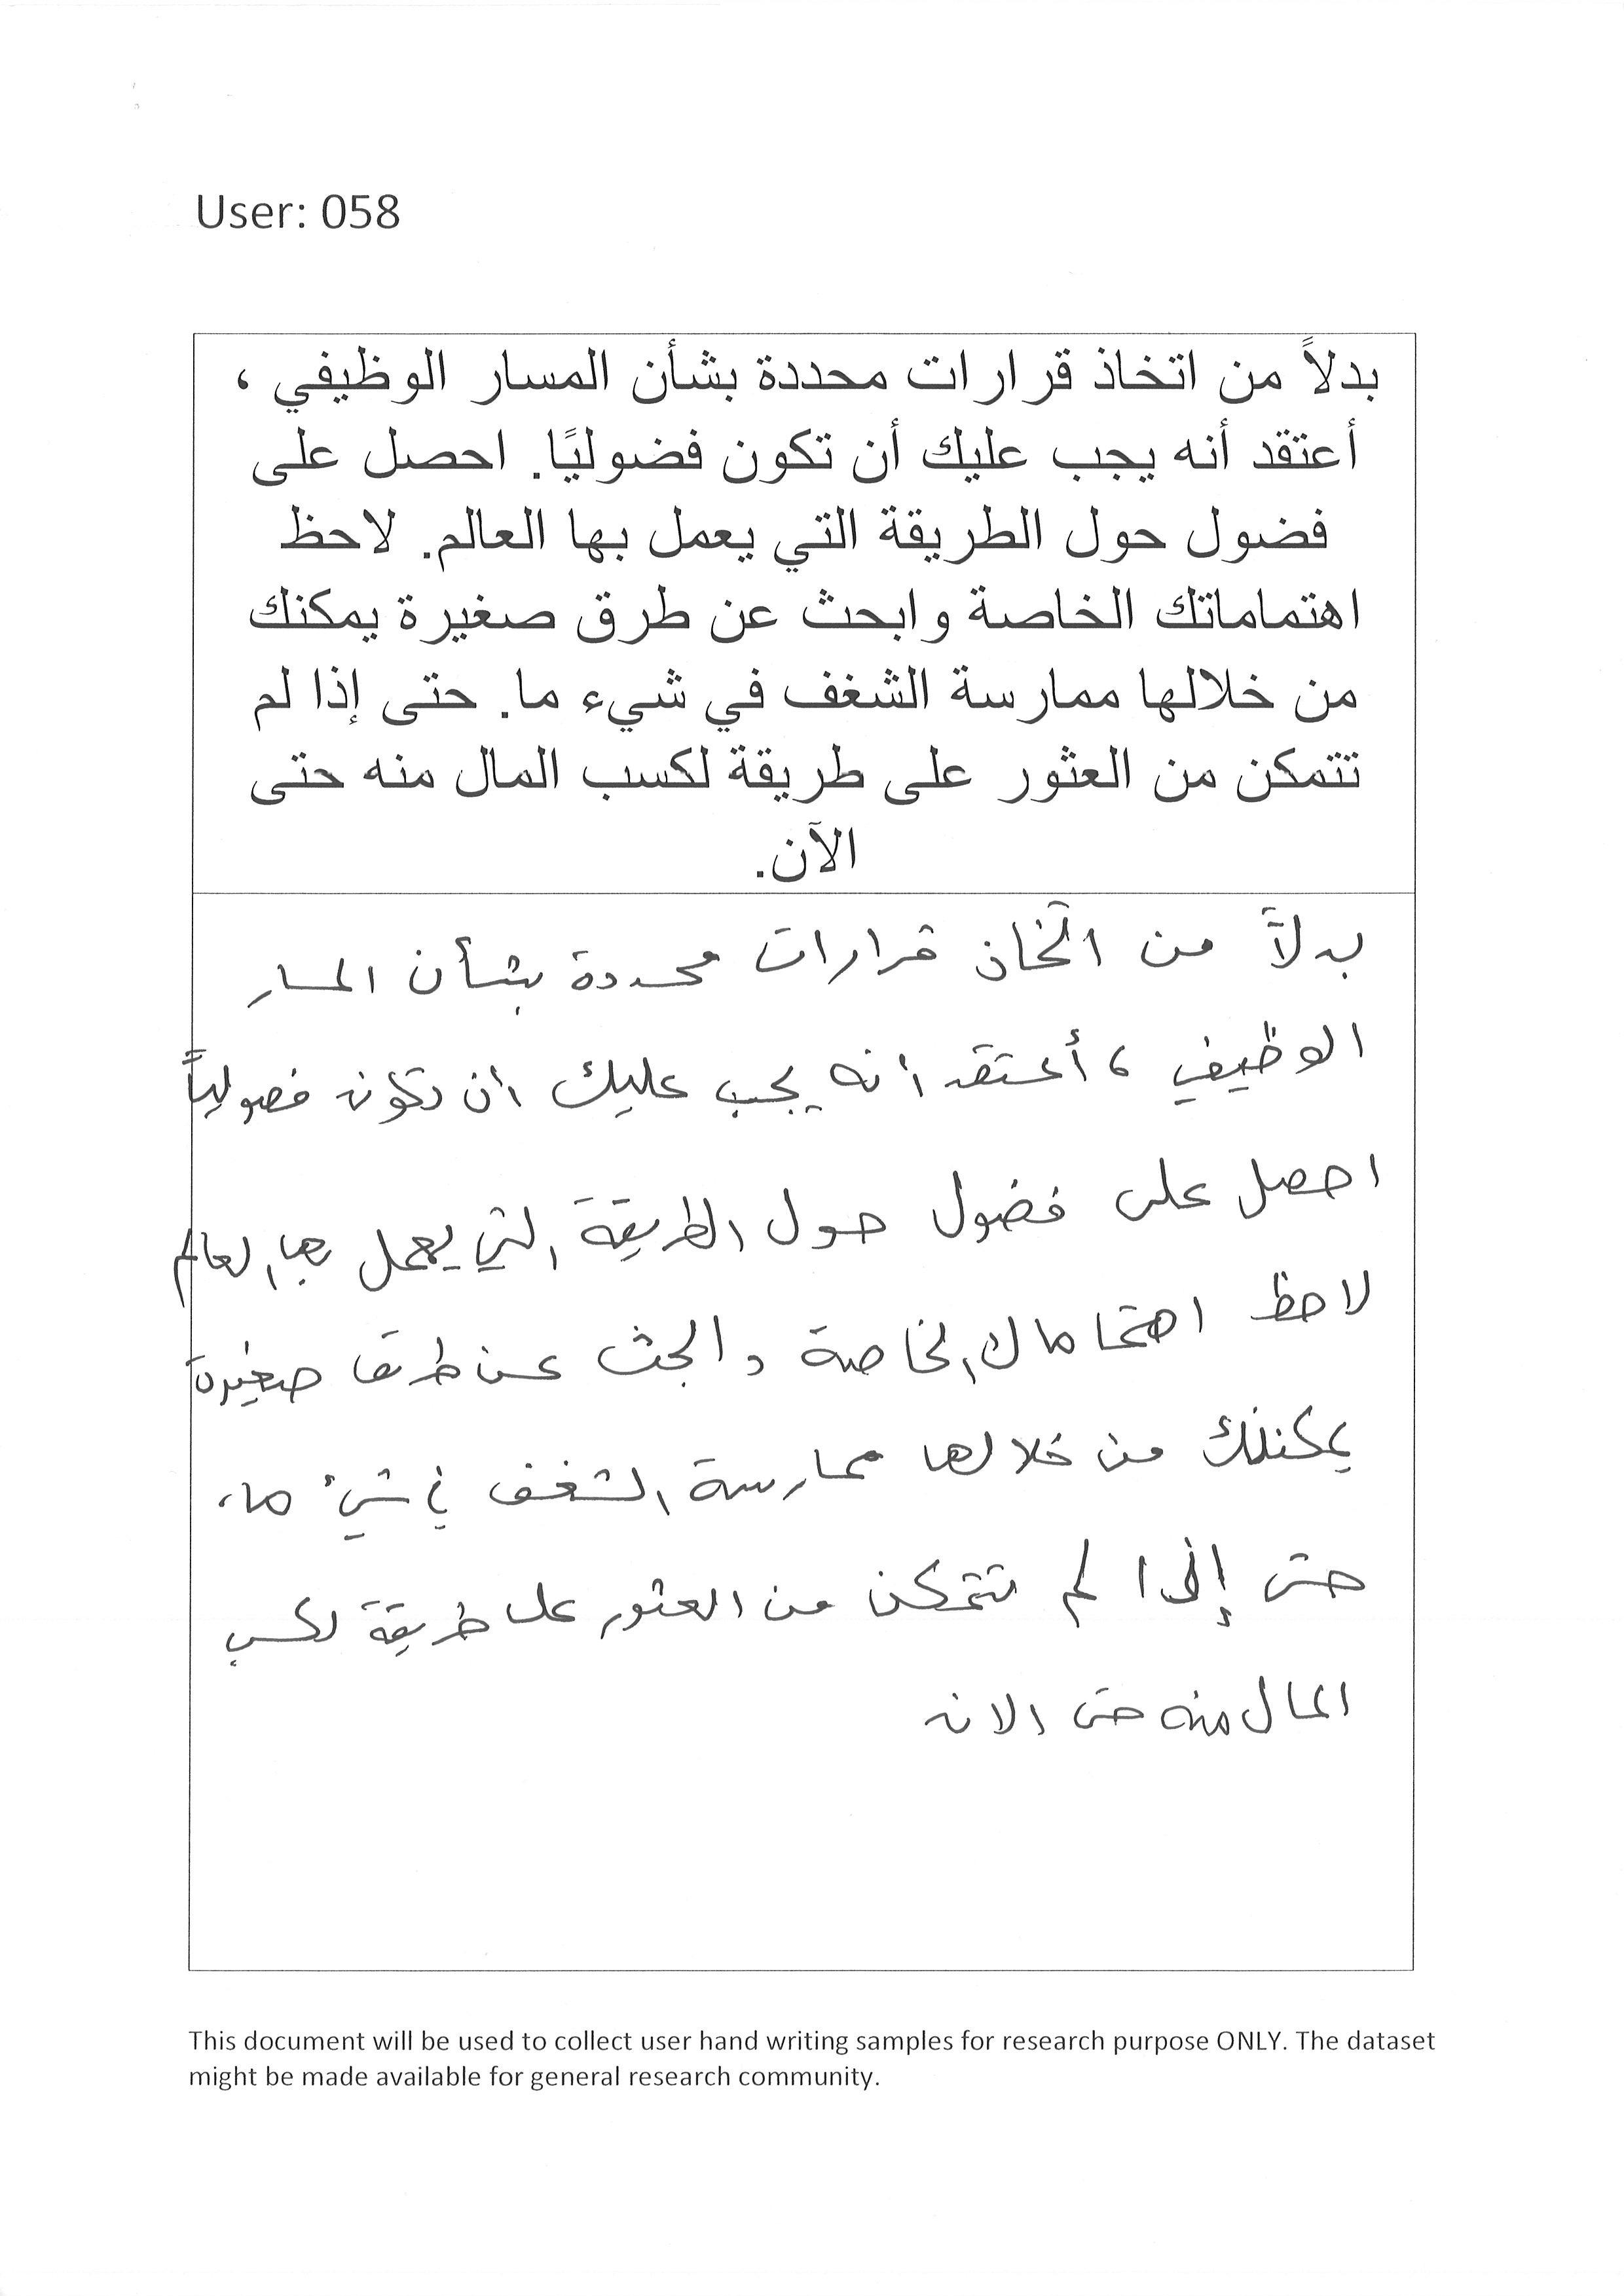 User: 058
بدلاً من اتخاذ قرارات محددة بشأن المسار الوظيفي ،
أعتقد أنه يجب عليك أن تكون فضوليًا. احصل على
فضول حول الطريقة التي يعمل بها العالم. لاحظ
اهتماماتك الخاصة وابحث عن طرق صغيرة يمكنك
من خلالها ممارسة الشغف في شيء ما. حتى إذا لم
تتمكن من العثور على طريقة لكسب المال منه حتى
الآن.
بدلاً من اتخاذ قرارات محددة بشأن المسار
الوظيفي ، أعتقد أنه يجب عليك أن تكون فصولياً
احصل على فضول حول الطريقة التي يعمل بها العالم
لاحظ اهتماماك الخاصة والبحث عن طرق صغيرة
يمكنك من خلالها ممارسة الشغف في شيء ما،
حتى إذا لم تتمكن من العثور على طريقة لكسب
المال منه حتى الان
This document will be used to collect user hand writing samples for research purpose ONLY. The dataset
might be made available for general research community.